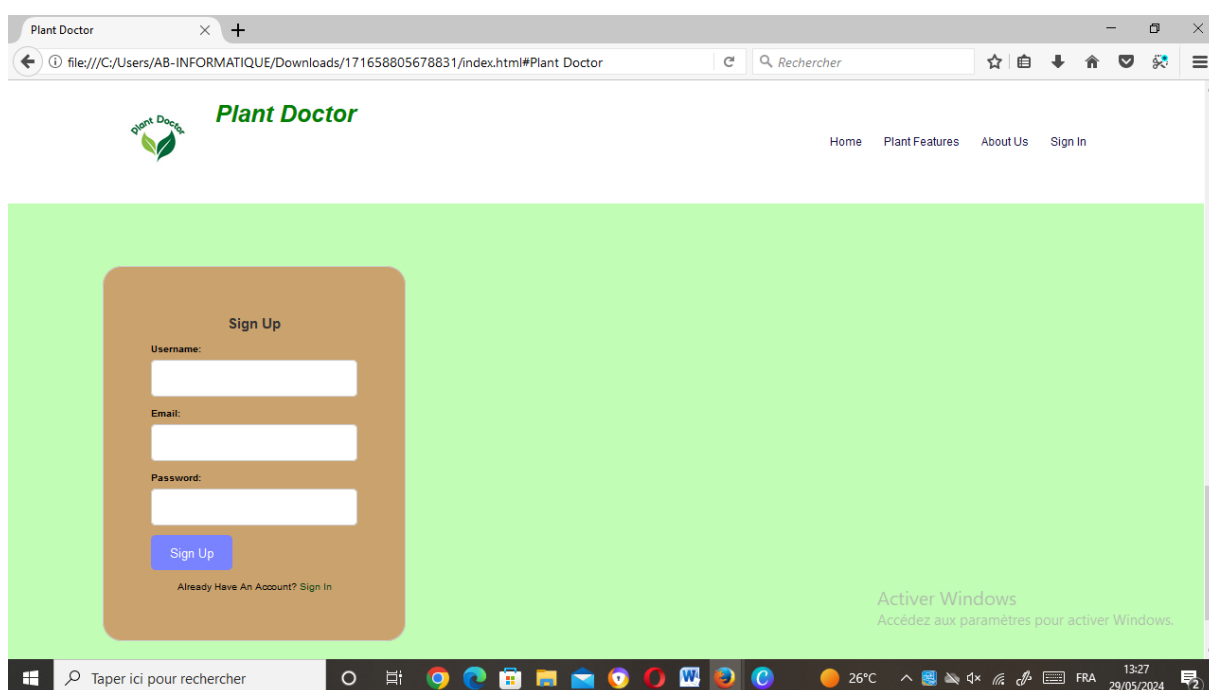 Plant Doctor
file:///C:/Users/AB-INFORMATIQUE/Downloads/171658805678831/index.html#Plant Doctor
Rechercher
Plant Doctor
Plant Doctor
Home Plant Features About Us Sign In
Sign Up
Username:
Email:
Password:
Sign Up
Already Have An Account? Sign In
Activer Windows
Accédez aux paramètres pour activer Windows.
Taper ici pour rechercher
26°C
FRA
13:27
29/05/2024
2